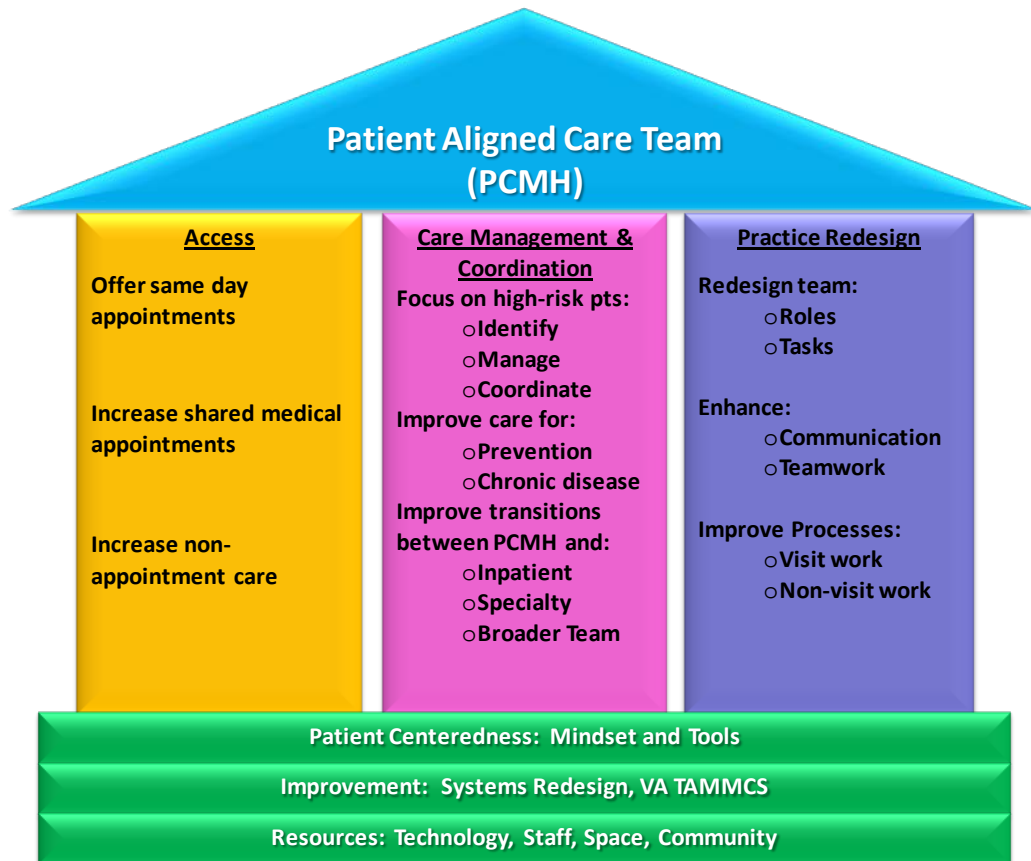 Patient Aligned Care Team
(PCMH)
Access
Offer same day
appointments
Increase shared medical
appointments
Increase non-
appointment care
Care Management &
Coordination
Focus on high-risk pts:
oIdentify
oManage
oCoordinate
Improve care for:
oPrevention
oChronic disease
Improve transitions
between PCMH and:
oInpatient
oSpecialty
oBroader Team
Practice Redesign
Redesign team:
oRoles
oTasks
Enhance:
oCommunication
oTeamwork
Improve Processes:
oVisit work
oNon-visit work
Patient Centeredness: Mindset and Tools
Improvement: Systems Redesign, VA TAMMCS
Resources: Technology, Staff, Space, Community